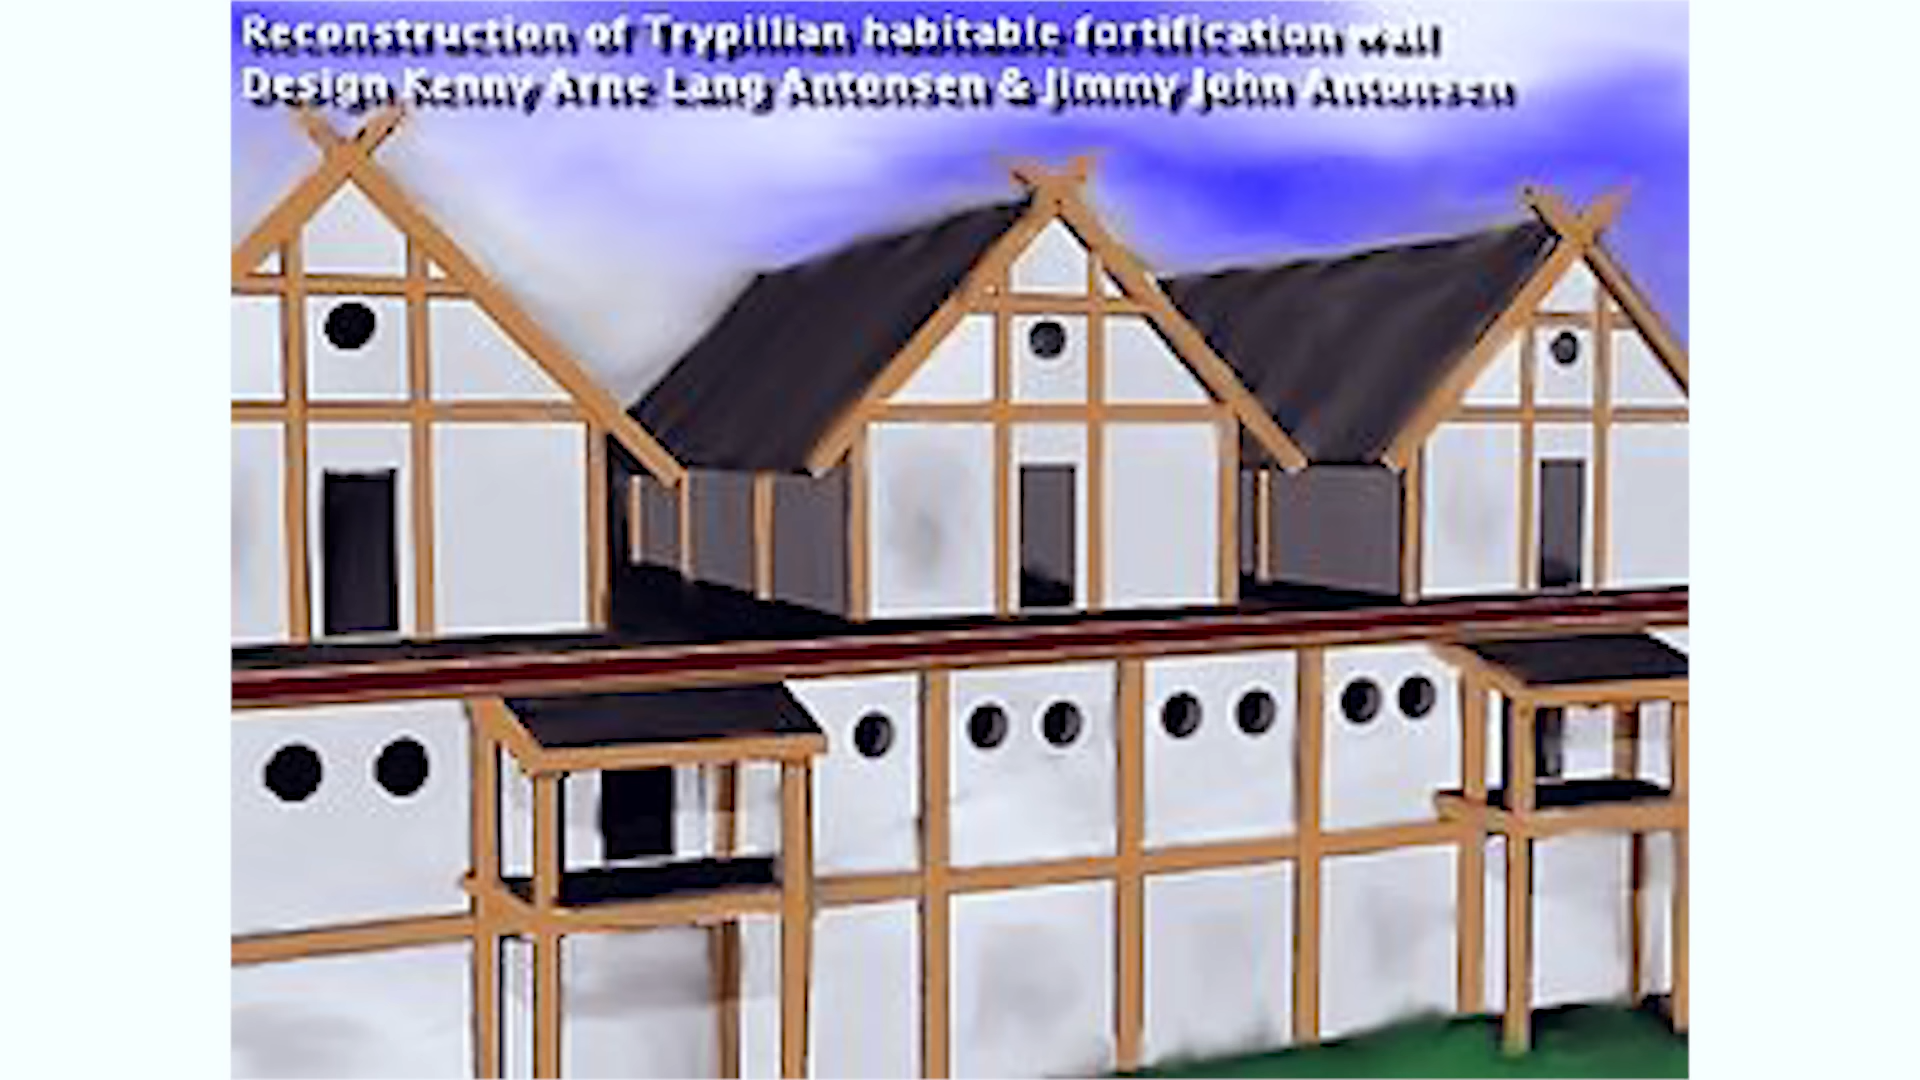 Reconstruction of Trypillian habitable fortification wall
Design Kenny Arne Lang Antonsen & Jimmy John Antonsen